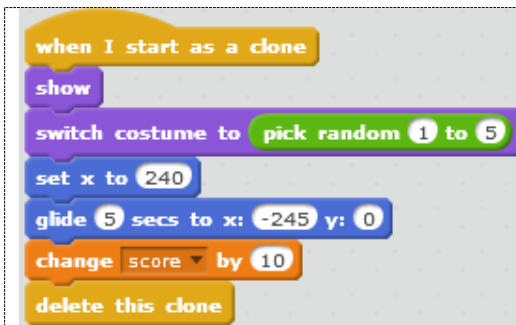 when I start as a clone
show
switch costume to pick random 1 to 5
set x to 240
glide 5 secs to x: -245 y: 0
change score by 10
delete this clone